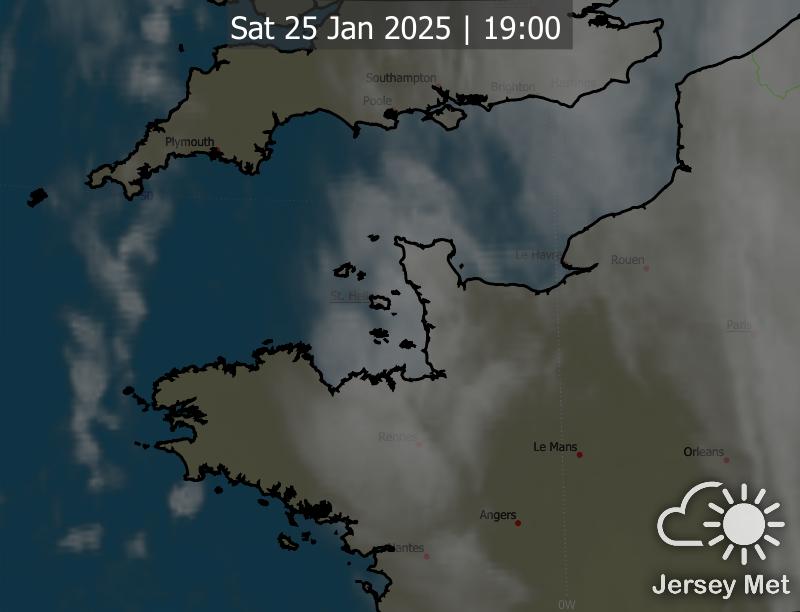 Sat 25 Jan 2025 | 19:00
Southampton
Brighton
Hastings
Poole
Plymouth
Le Havre
Rouen
St. Helier
Paris
Rennes
Le Mans
Orleans
Angers
Nantes
Jersey Met
0W